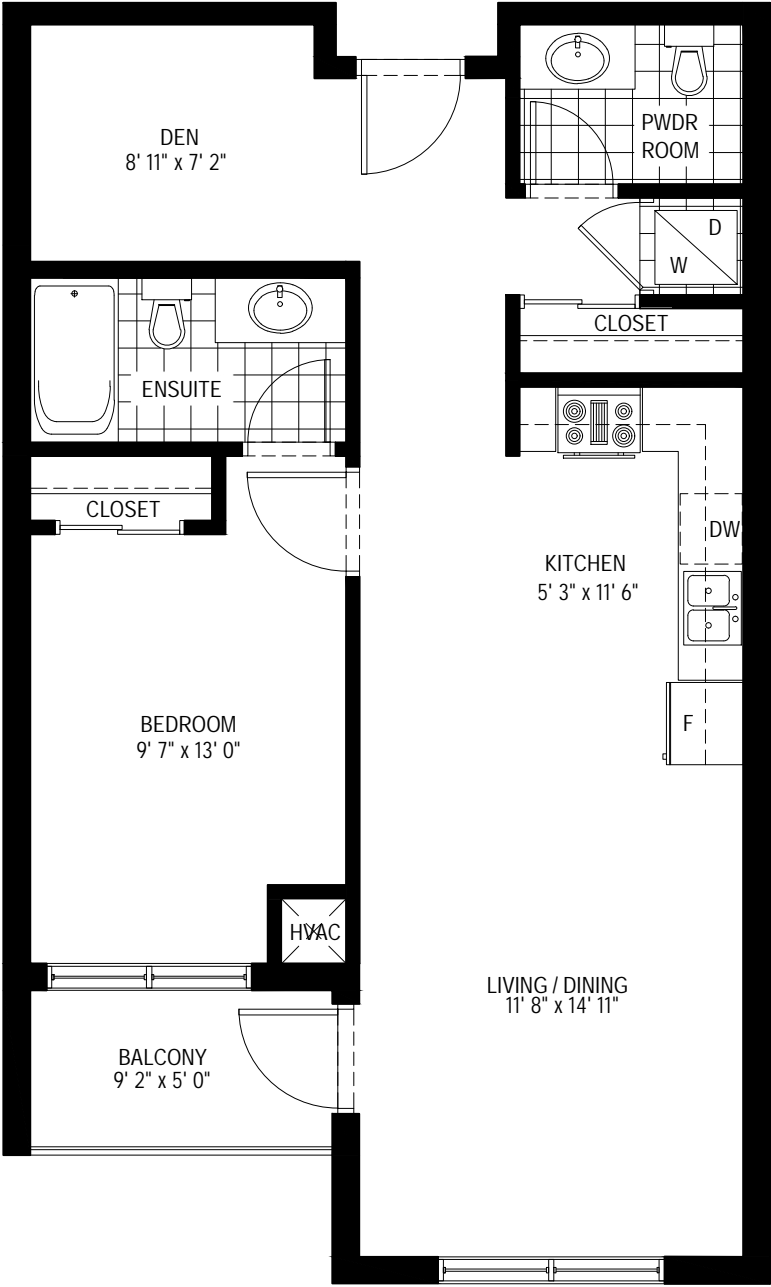 DEN
8' 11" x 7' 2"
PWDR
ROOM
D
W
CLOSET
ENSUITE
CLOSET
DW
KITCHEN
5' 3" x 11' 6"
F
BEDROOM
9' 7" x 13' 0"
HVAC
LIVING / DINING
11' 8" x 14' 11"
BALCONY
9' 2" x 5' 0"